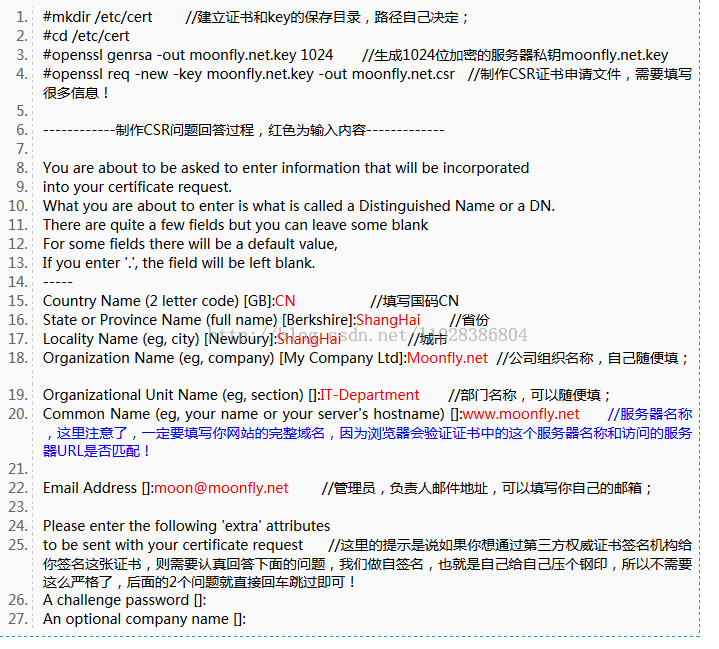 1. #mkdir /etc/cert //建立证书和key的保存目录，路径自己决定；
2. #cd /etc/cert
3. #openssl genrsa -out moonfly.net.key 1024 //生成1024位加密的服务器私钥moonfly.net.key
4. #openssl req -new -key moonfly.net.key -out moonfly.net.csr //制作CSR证书申请文件，需要填写
很多信息！
5.
6. ------------制作CSR问题回答过程，红色为输入内容-------------
7.
8. You are about to be asked to enter information that will be incorporated
9. into your certificate request.
10. What you are about to enter is what is called a Distinguished Name or a DN.
11. There are quite a few fields but you can leave some blank
12. For some fields there will be a default value,
13. If you enter '.', the field will be left blank.
14. -----
15. Country Name (2 letter code) [GB]:CN //填写国码CN
16. State or Province Name (full name) [Berkshire]:ShangHai //省份
http://blog.csdn.net/11028386804
17. Locality Name (eg, city) [Newbury]:ShangHai //城市
18. Organization Name (eg, company) [My Company Ltd]:Moonfly.net //公司组织名称，自己随便填；
19. Organizational Unit Name (eg, section) []:IT-Department //部门名称，可以随便填；
20. Common Name (eg, your name or your server's hostname) []:www.moonfly.net //服务器名称
，这里注意了，一定要填写你网站的完整域名，因为浏览器会验证证书中的这个服务器名称和访问的服务
器URL是否匹配！
21.
22. Email Address []:moon@moonfly.net //管理员，负责人邮件地址，可以填写你自己的邮箱；
23.
24. Please enter the following 'extra' attributes
25. to be sent with your certificate request //这里的提示是说如果你想通过第三方权威证书签名机构给
你签名这张证书，则需要认真回答下面的问题，我们做自签名，也就是自己给自己压个钢印，所以不需要
这么严格了，后面的2个问题就直接回车跳过即可！
26. A challenge password []:
27. An optional company name []: